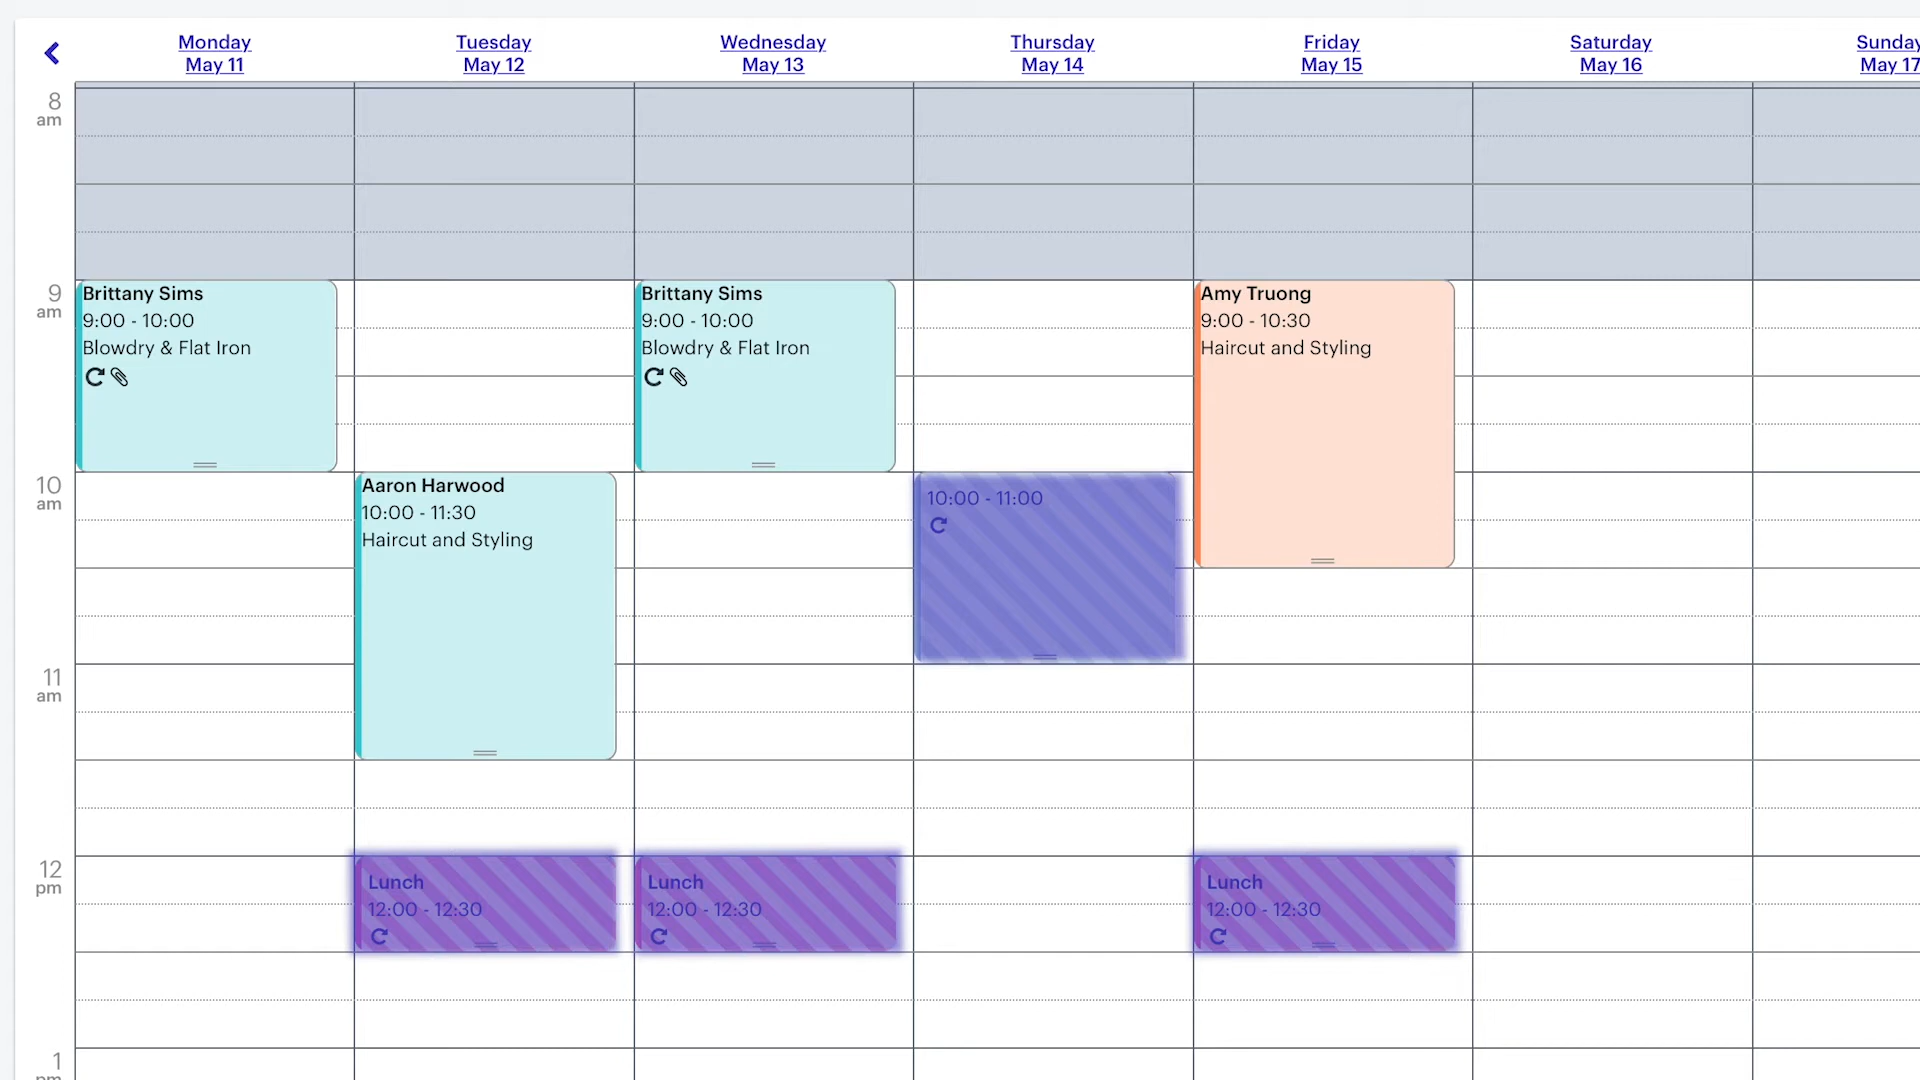 Monday
May 11
Tuesday
May 12
Wednesday
May 13
Thursday
May 14
Friday
May 15
Saturday
May 16
Sunday
May 17
8
am
9
am
Brittany Sims
9:00 - 10:00
Blowdry & Flat Iron
Brittany Sims
9:00 - 10:00
Blowdry & Flat Iron
Amy Truong
9:00 - 10:30
Haircut and Styling
10
am
Aaron Harwood
10:00 - 11:30
Haircut and Styling
10:00 - 11:00
11
am
12
pm
Lunch
12:00 - 12:30
Lunch
12:00 - 12:30
Lunch
12:00 - 12:30
1
pm